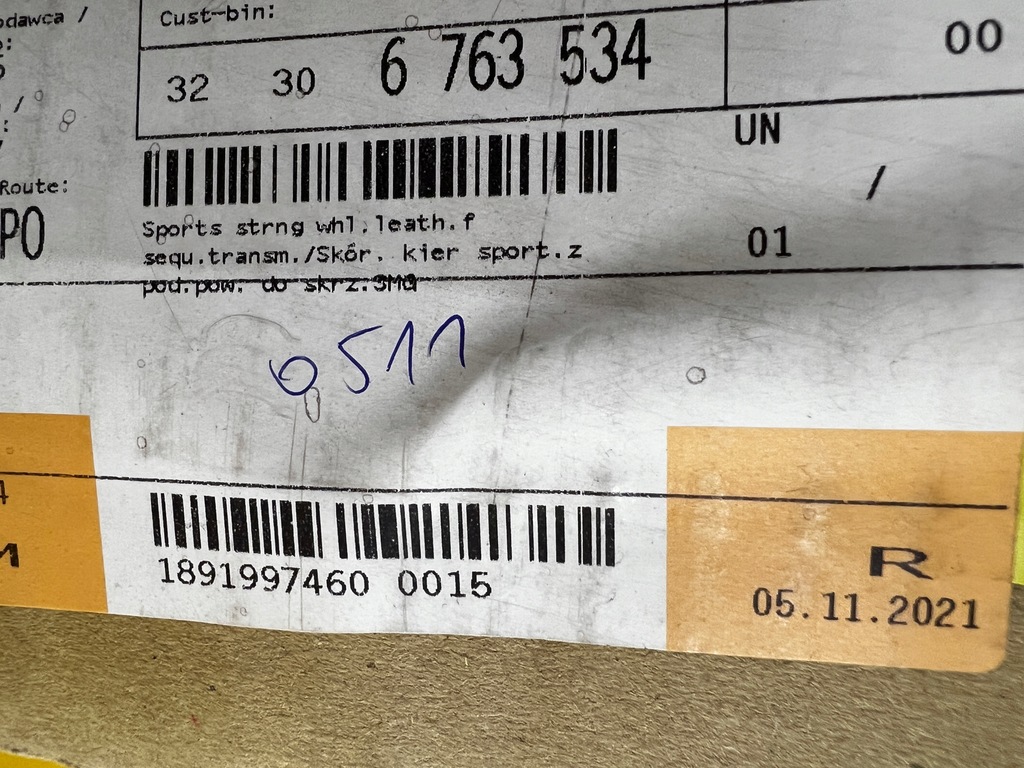 Cust-bin:
32 30 6 763 534
00
UN
/
Route:
PO
Sports strng whl.leath.f
sequ.transm./Skór. kier sport.z
pod.pow. do skrz.SMG
01
0511
1891997460 0015
R
05.11.2021